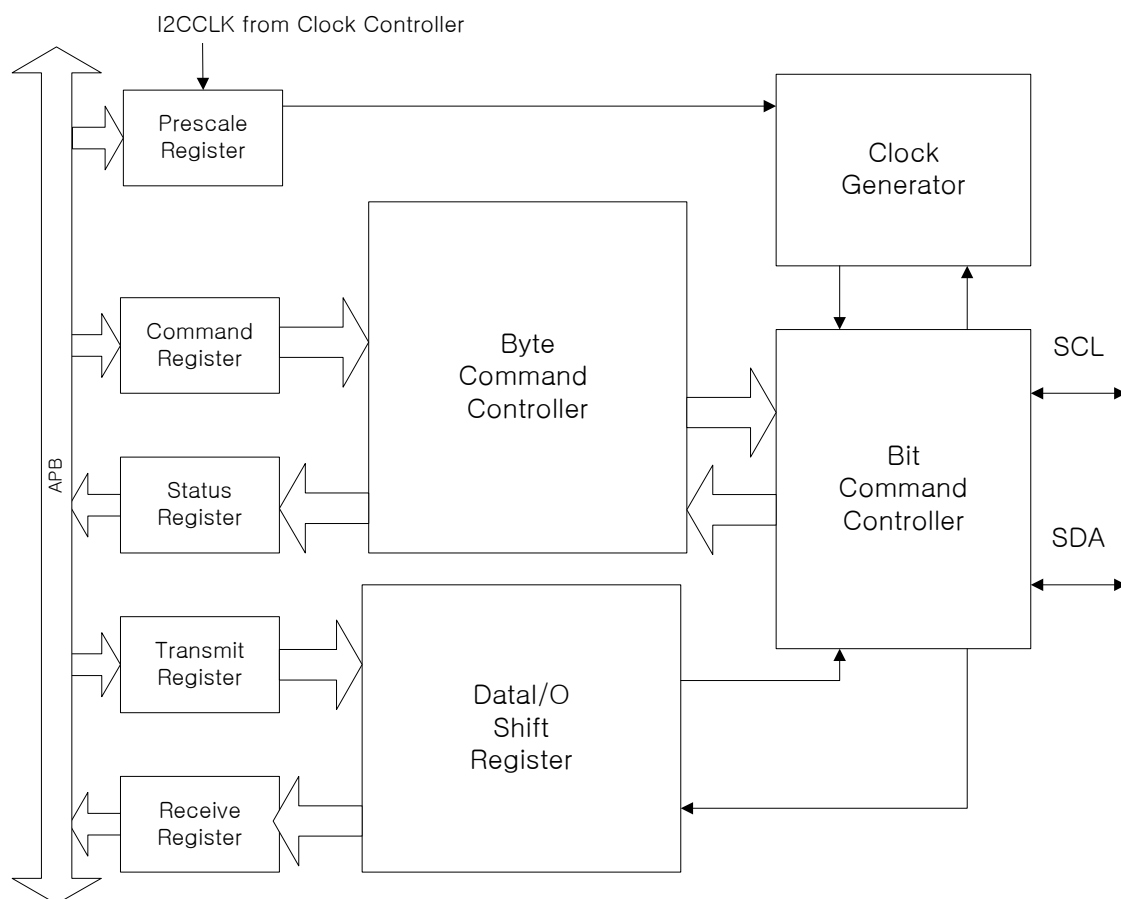 I2CCLK from Clock Controller
Prescale
Register
Clock
Generator
Command
Register
Byte
Command
Controller
SCL
APB
Status
Register
Bit
Command
Controller
SDA
Transmit
Register
DataI/O
Shift
Register
Receive
Register